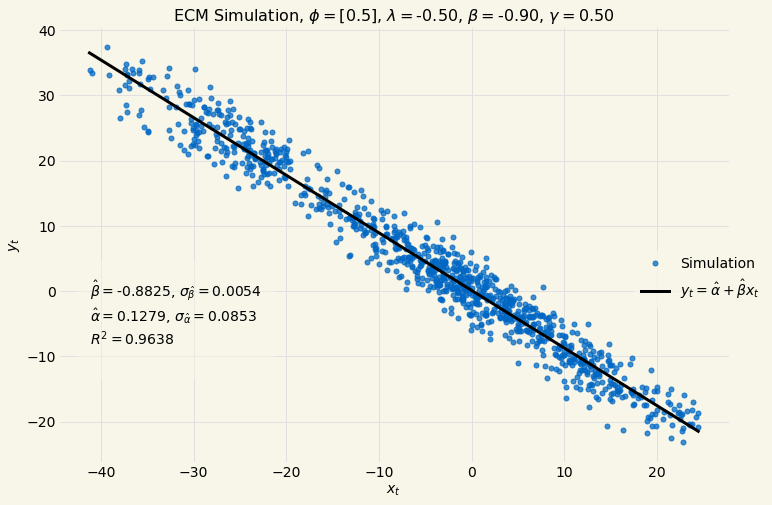 ECM Simulation, ϕ = [0.5], λ = -0.50, β = -0.90, γ = 0.50
40
30
20
10
0
−10
−20
y_t
β̂ = -0.8825, σ_β̂ = 0.0054
α̂ = 0.1279, σ_α̂ = 0.0853
R² = 0.9638
Simulation
y_t = α̂ + β̂x_t
−40
−30
−20
−10
0
10
20
x_t